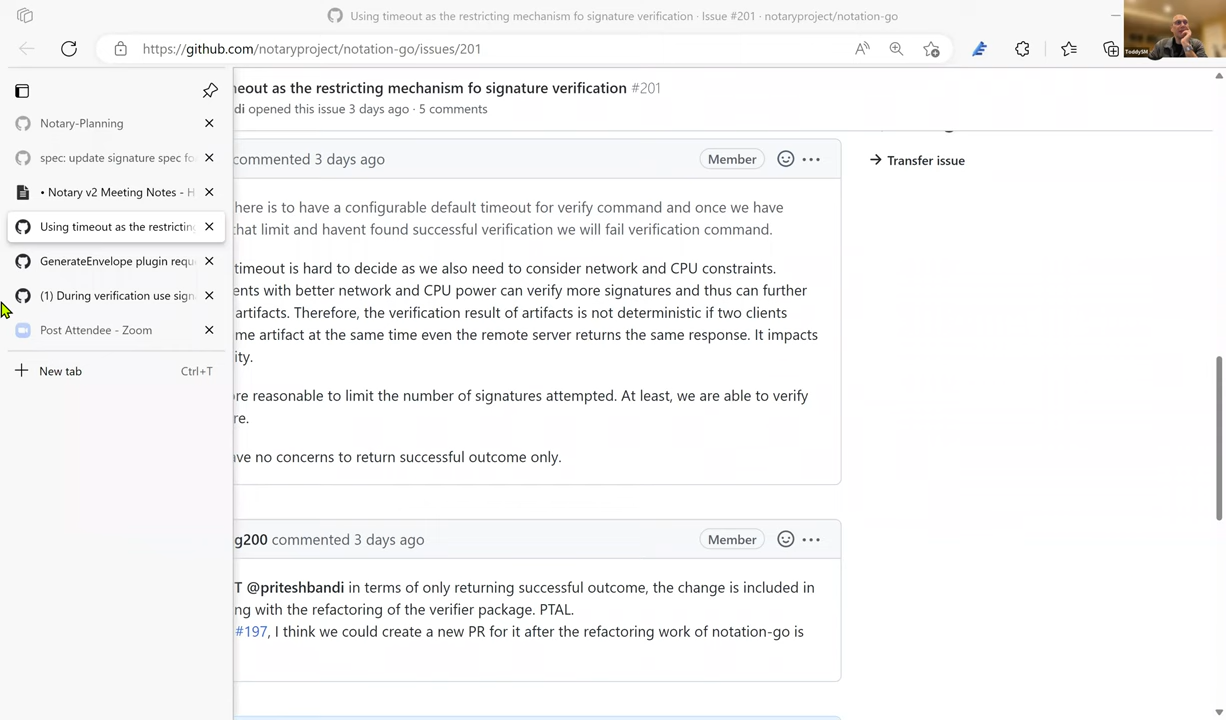 Using timeout as the restricting mechanism fo signature verification · Issue #201 · notaryproject/notation-go
https://github.com/notaryproject/notation-go/issues/201
ToddySM
eout as the restricting mechanism fo signature verification #201
di opened this issue 3 days ago · 5 comments
Notary-Planning
spec: update signature spec fo
• Notary v2 Meeting Notes - H
Using timeout as the restricting
GenerateEnvelope plugin requ
(1) During verification use sign
Post Attendee - Zoom
New tab Ctrl+T
commented 3 days ago Member
→ Transfer issue
here is to have a configurable default timeout for verify command and once we have
that limit and havent found successful verification we will fail verification command.
timeout is hard to decide as we also need to consider network and CPU constraints.
ents with better network and CPU power can verify more signatures and thus can further
artifacts. Therefore, the verification result of artifacts is not deterministic if two clients
me artifact at the same time even the remote server returns the same response. It impacts
ity.
re reasonable to limit the number of signatures attempted. At least, we are able to verify
re.
ve no concerns to return successful outcome only.
g200 commented 3 days ago Member
T @priteshbandi in terms of only returning successful outcome, the change is included in
ng with the refactoring of the verifier package. PTAL.
#197, I think we could create a new PR for it after the refactoring work of notation-go is